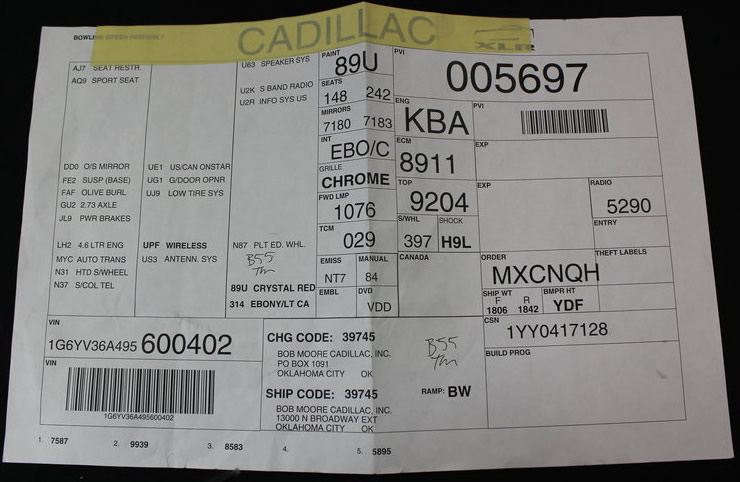 CADILLAC
XLR
BOWLING GREEN ASSEMBLY
AJ7 SEAT RESTR.
AQ9 SPORT SEAT
DD0 O/S MIRROR
FE2 SUSP (BASE)
FAF OLIVE BURL
GU2 2.73 AXLE
JL9 PWR BRAKES
LH2 4.6 LTR ENG
MYC AUTO TRANS
N31 HTD S/WHEEL
N37 S/COL TEL
UE1 US/CAN ONSTAR
UG1 G/DOOR OPNR
UJ9 LOW TIRE SYS
UPF WIRELESS
US3 ANTENN. SYS
U63 SPEAKER SYS
U2K S BAND RADIO
U2R INFO SYS US
N87 PLT ED. WHL.
B55
89U CRYSTAL RED
314 EBONY/LT CA
PAINT
89U
SEATS
148 242
MIRRORS
7180 7183
INT
EBO/C
GRILLE
CHROME
FWD LMP
1076
TCM
029
EMISS MANUAL
NT7 84
EMBL DVD
VDD
PVI
005697
ENG
KBA
PVI
ECM
8911
EXP
TOP
9204
EXP
RADIO
5290
S/WHL SHOCK
397 H9L
ENTRY
CANADA
ORDER
MXCNQH
THEFT LABELS
SHIP WT BMPR HT
F R
1806 1842 YDF
CSN
1YY0417128
BUILD PROG
VIN
1G6YV36A495 600402
VIN
1G6YV36A495600402
CHG CODE: 39745
BOB MOORE CADILLAC, INC.
PO BOX 1091
OKLAHOMA CITY OK
SHIP CODE: 39745
BOB MOORE CADILLAC, INC.
13000 N BROADWAY EXT
OKLAHOMA CITY OK
B55
RAMP: BW
1. 7587 2. 9939 3. 8583 4. 5. 5895